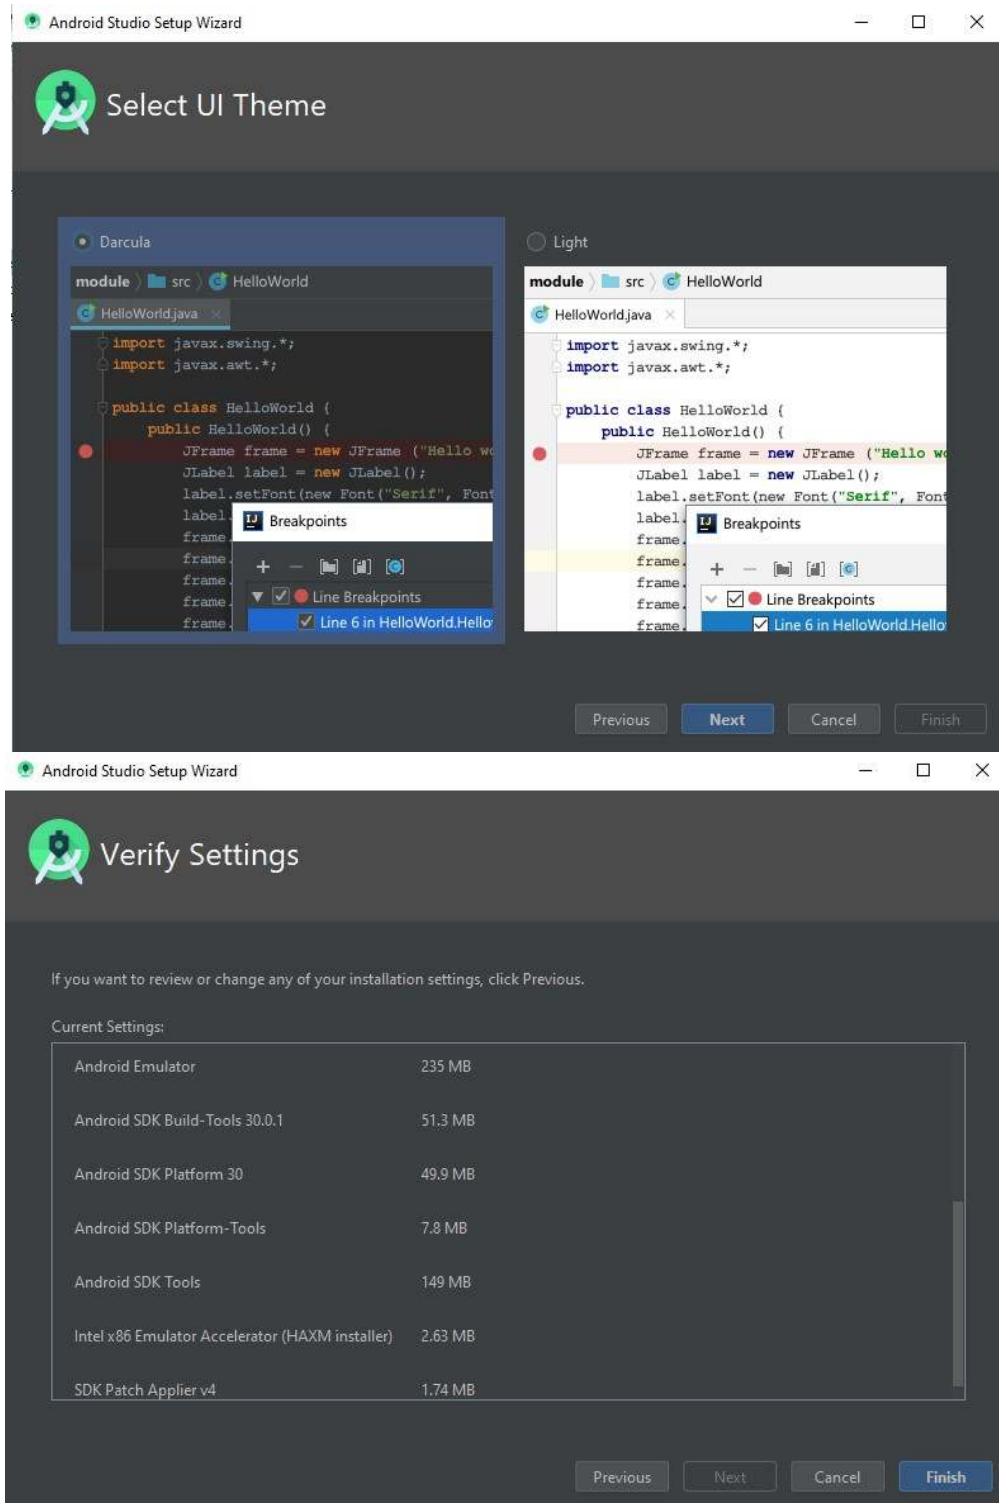 Android Studio Setup Wizard
Select UI Theme
Darcula
module src HelloWorld
HelloWorld.java
import javax.swing.*;
import javax.awt.*;
public class HelloWorld {
public HelloWorld() {
JFrame frame = new JFrame ("Hello wo
JLabel label = new JLabel();
label.setFont(new Font("Serif", Font
label.
frame.
frame.
frame.
frame.
frame.
Breakpoints
Line Breakpoints
Line 6 in HelloWorld.Hello
Light
module src HelloWorld
HelloWorld.java
import javax.swing.*;
import javax.awt.*;
public class HelloWorld {
public HelloWorld() {
JFrame frame = new JFrame ("Hello wo
JLabel label = new JLabel();
label.setFont(new Font("Serif", Font
label.
frame.
frame.
frame.
frame.
frame.
Breakpoints
Line Breakpoints
Line 6 in HelloWorld.Hello
Previous Next Cancel Finish
Android Studio Setup Wizard
Verify Settings
If you want to review or change any of your installation settings, click Previous.
Current Settings:
Android Emulator 235 MB
Android SDK Build-Tools 30.0.1 51.3 MB
Android SDK Platform 30 49.9 MB
Android SDK Platform-Tools 7.8 MB
Android SDK Tools 149 MB
Intel x86 Emulator Accelerator (HAXM installer) 2.63 MB
SDK Patch Applier v4 1.74 MB
Previous Next Cancel Finish